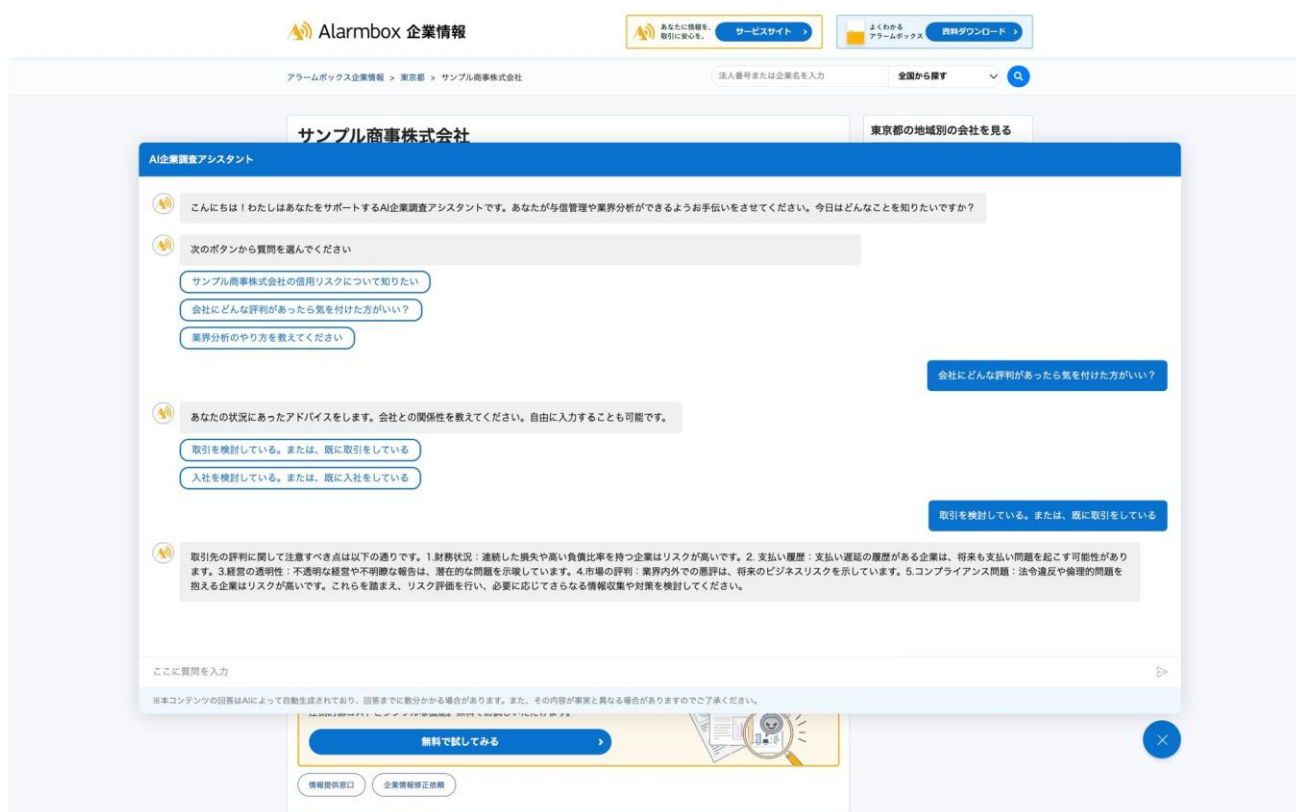 Alarmbox 企業情報
あなたに情報を、
取引に安心を。
サービスサイト
よくわかる
アラームボックス
資料ダウンロード
アラームボックス企業情報 > 東京都 > サンプル商事株式会社
法人番号または企業名を入力
全国から探す
サンプル商事株式会社
東京都の地域別の会社を見る
AI企業調査アシスタント
こんにちは！わたしはあなたをサポートするAI企業調査アシスタントです。あなたが与信管理や業界分析ができるようお手伝いをさせてください。今日はどんなことを知りたいですか？
次のボタンから質問を選んでください
サンプル商事株式会社の信用リスクについて知りたい
会社にどんな評判があったら気を付けた方がいい？
業界分析のやり方を教えてください
会社にどんな評判があったら気を付けた方がいい？
あなたの状況にあったアドバイスをします。会社との関係性を教えてください。自由に入力することも可能です。
取引を検討している。または、既に取引をしている
入社を検討している。または、既に入社をしている
取引を検討している。または、既に取引をしている
取引先の評判に関して注意すべき点は以下の通りです。1.財務状況：連続した損失や高い負債比率を持つ企業はリスクが高いです。2. 支払い履歴：支払い遅延の履歴がある企業は、将来も支払い問題を起こす可能性があり
ます。3.経営の透明性：不透明な経営や不明瞭な報告は、潜在的な問題を示唆しています。4.市場の評判：業界内外での悪評は、将来のビジネスリスクを示しています。5.コンプライアンス問題：法令違反や倫理的問題を
抱える企業はリスクが高いです。これらを踏まえ、リスク評価を行い、必要に応じてさらなる情報収集や対策を検討してください。
ここに質問を入力
※本コンテンツの回答はAIによって自動生成されており、回答までに数分かかる場合があります。また、その内容が事実と異なる場合がありますのでご了承ください。
無料で試してみる
情報提供窓口
企業情報修正依頼